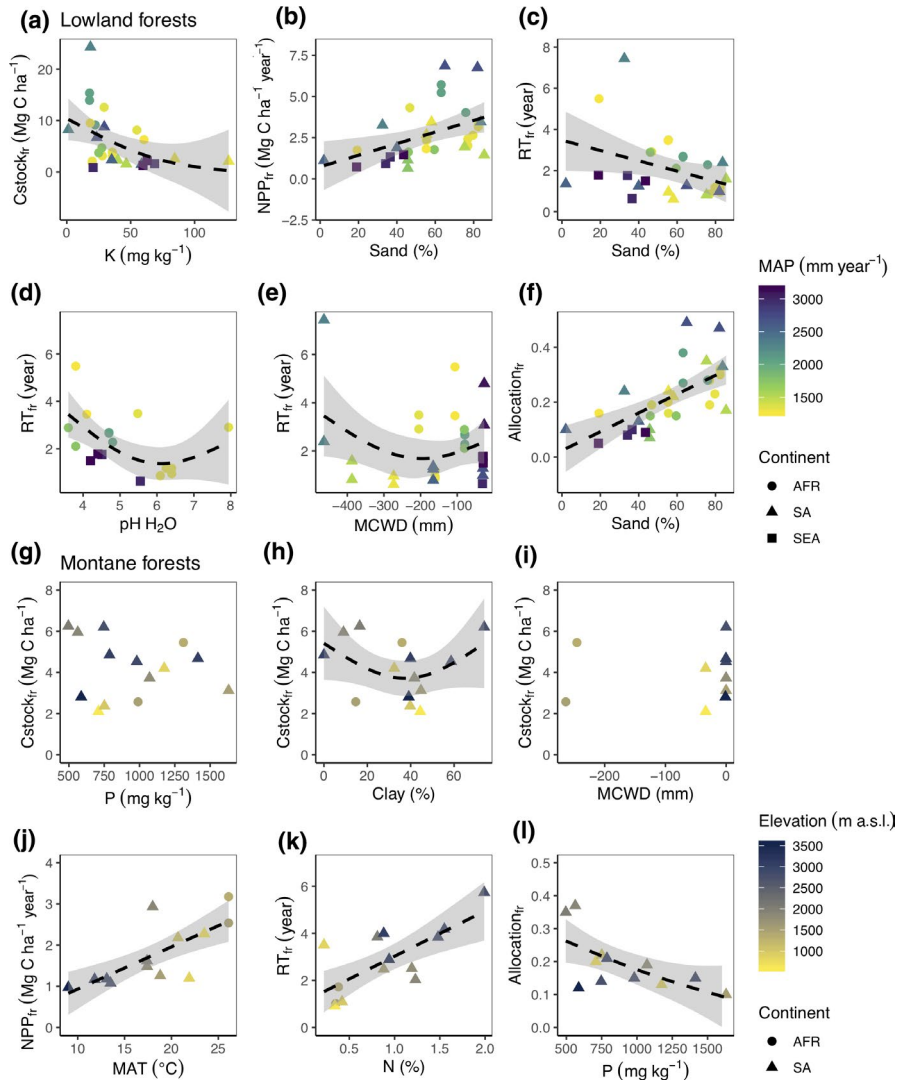 (a) Lowland forests
(b)
(c)
Cstock_fr (Mg C ha⁻¹)
20
10
0
0
50
100
K (mg kg⁻¹)
NPP_fr (Mg C ha⁻¹ year⁻¹)
7.5
5.0
2.5
0.0
−2.5
0
20
40
60
80
Sand (%)
RT_fr (year)
8
6
4
2
0
0
20
40
60
80
Sand (%)
(d)
(e)
(f)
RT_fr (year)
6
4
2
4
5
6
7
8
pH H₂O
RT_fr (year)
6
4
2
−400
−300
−200
−100
MCWD (mm)
Allocation_fr
0.4
0.2
0.0
0
20
40
60
80
Sand (%)
MAP (mm year⁻¹)
3000
2500
2000
1500
Continent
AFR
SA
SEA
(g) Montane forests
(h)
(i)
Cstock_fr (Mg C ha⁻¹)
8
6
4
2
0
500
750
1000
1250
1500
P (mg kg⁻¹)
Cstock_fr (Mg C ha⁻¹)
8
6
4
2
0
0
20
40
60
Clay (%)
Cstock_fr (Mg C ha⁻¹)
8
6
4
2
0
−200
−100
0
MCWD (mm)
(j)
(k)
(l)
NPP_fr (Mg C ha⁻¹ year⁻¹)
4
3
2
1
0
10
15
20
25
MAT (°C)
RT_fr (year)
6
4
2
0
0.5
1.0
1.5
2.0
N (%)
Allocation_fr
0.5
0.4
0.3
0.2
0.1
0.0
500
750
1000
1250
1500
P (mg kg⁻¹)
Elevation (m a.s.l.)
3500
3000
2500
2000
1500
1000
Continent
AFR
SA